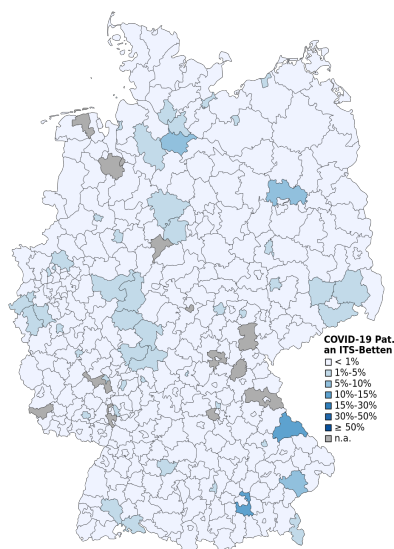 COVID-19 Pat.
an ITS-Betten
< 1%
1%-5%
5%-10%
10%-15%
15%-30%
30%-50%
≥ 50%
n.a.